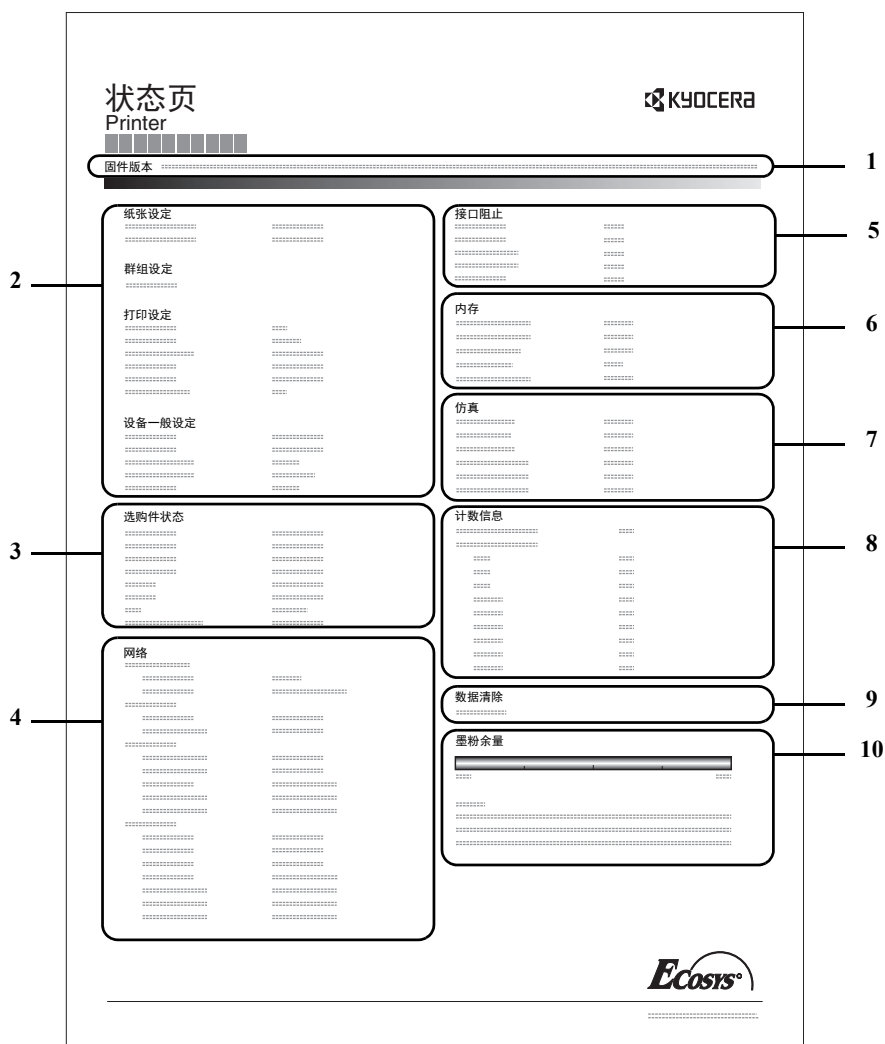 状态页
KYOCERA
Printer
固件版本
1
纸张设定
接口阻止
5
群组设定
2
打印设定
内存
6
设备一般设定
仿真
7
选购件状态
计数信息
8
3
网络
数据清除
9
4
墨粉余量
10
ECOSYS